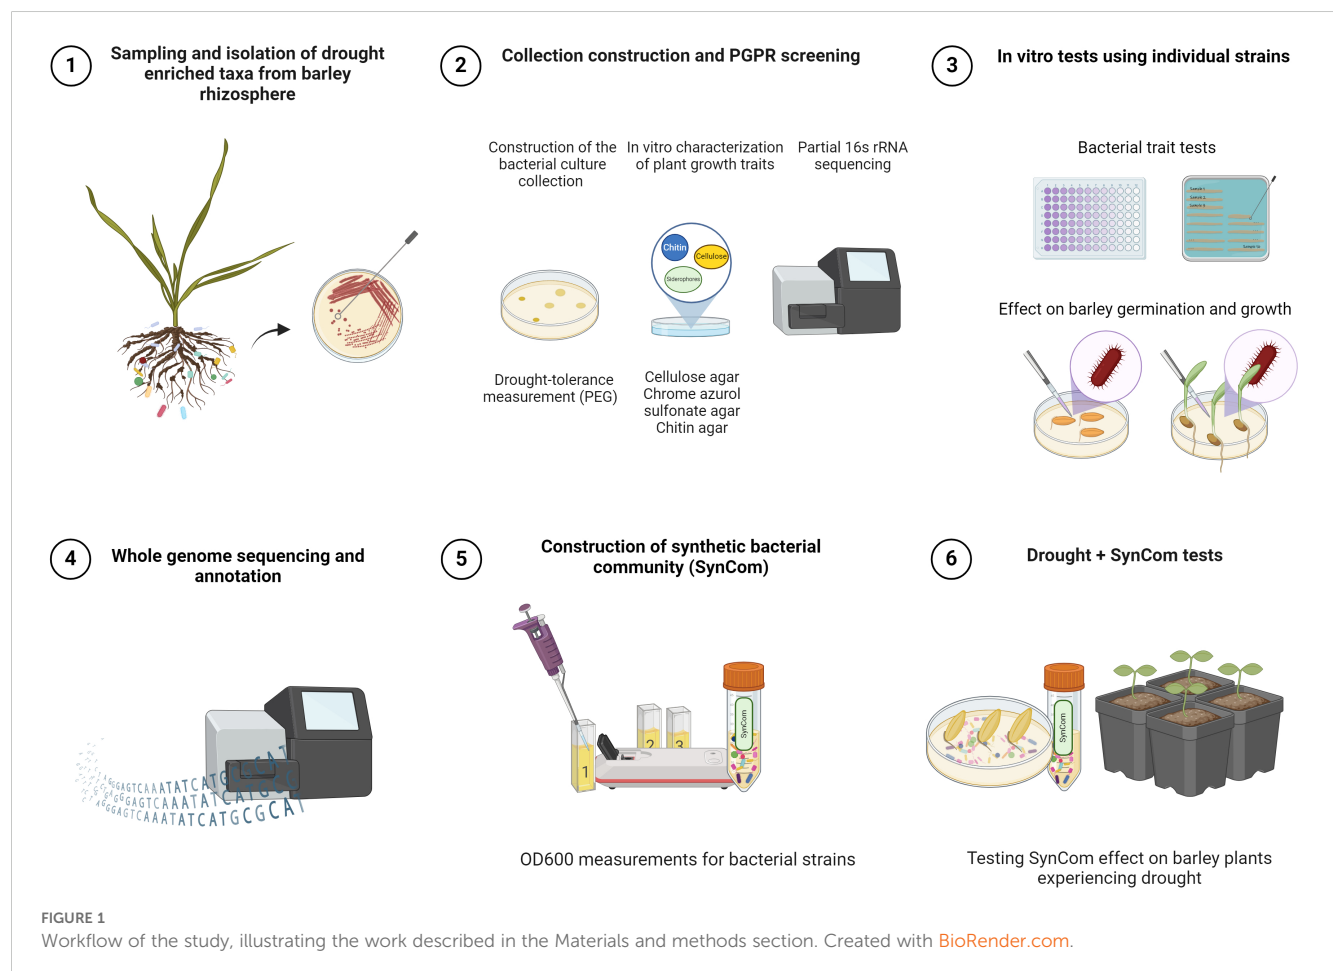 1
Sampling and isolation of drought
enriched taxa from barley
rhizosphere
2
Collection construction and PGPR screening
Construction of the
bacterial culture
collection
In vitro characterization
of plant growth traits
Partial 16s rRNA
sequencing
Chitin
Cellulose
Siderophores
Drought-tolerance
measurement (PEG)
Cellulose agar
Chrome azurol
sulfonate agar
Chitin agar
3
In vitro tests using individual strains
Bacterial trait tests
Effect on barley germination and growth
4
Whole genome sequencing and
annotation
5
Construction of synthetic bacterial
community (SynCom)
1
2
3
SynCom
OD600 measurements for bacterial strains
6
Drought + SynCom tests
SynCom
Testing SynCom effect on barley plants
experiencing drought
FIGURE 1
Workflow of the study, illustrating the work described in the Materials and methods section. Created with BioRender.com.